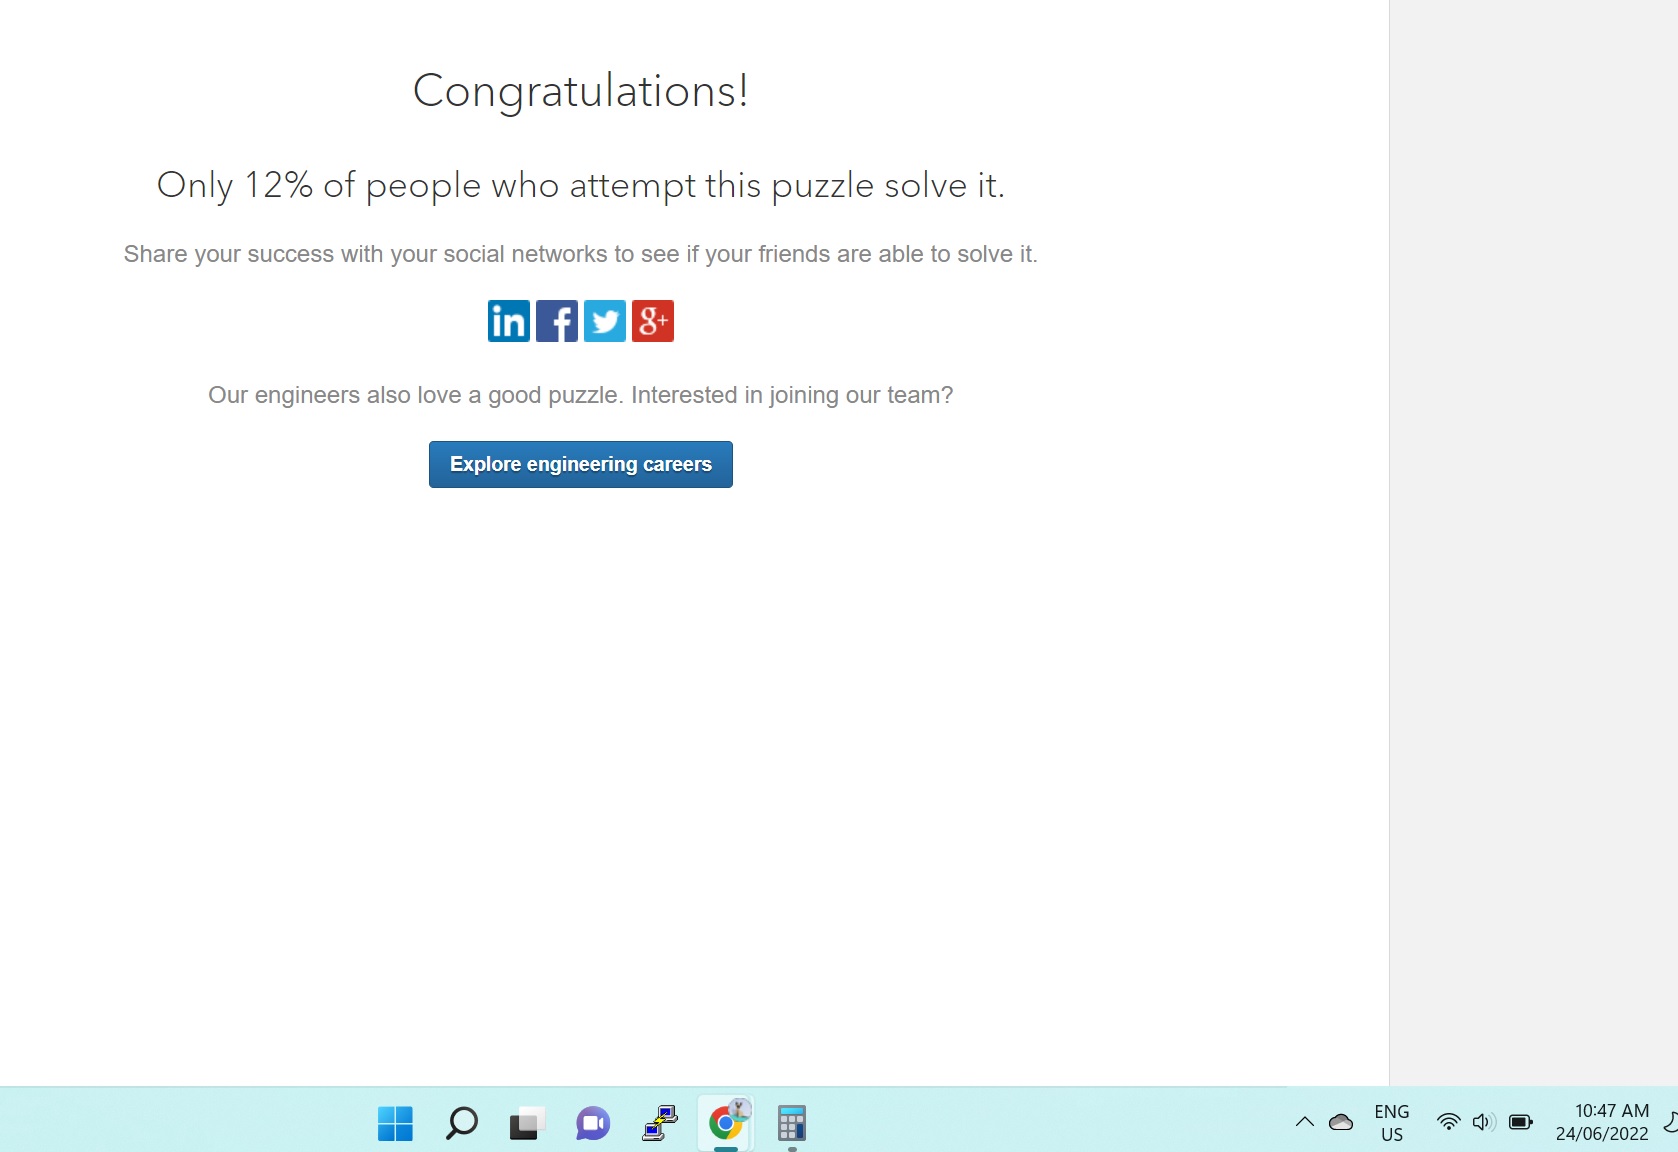 Congratulations!
Only 12% of people who attempt this puzzle solve it.
Share your success with your social networks to see if your friends are able to solve it.
in f g+
Our engineers also love a good puzzle. Interested in joining our team?
Explore engineering careers
ENG
US
10:47 AM
24/06/2022